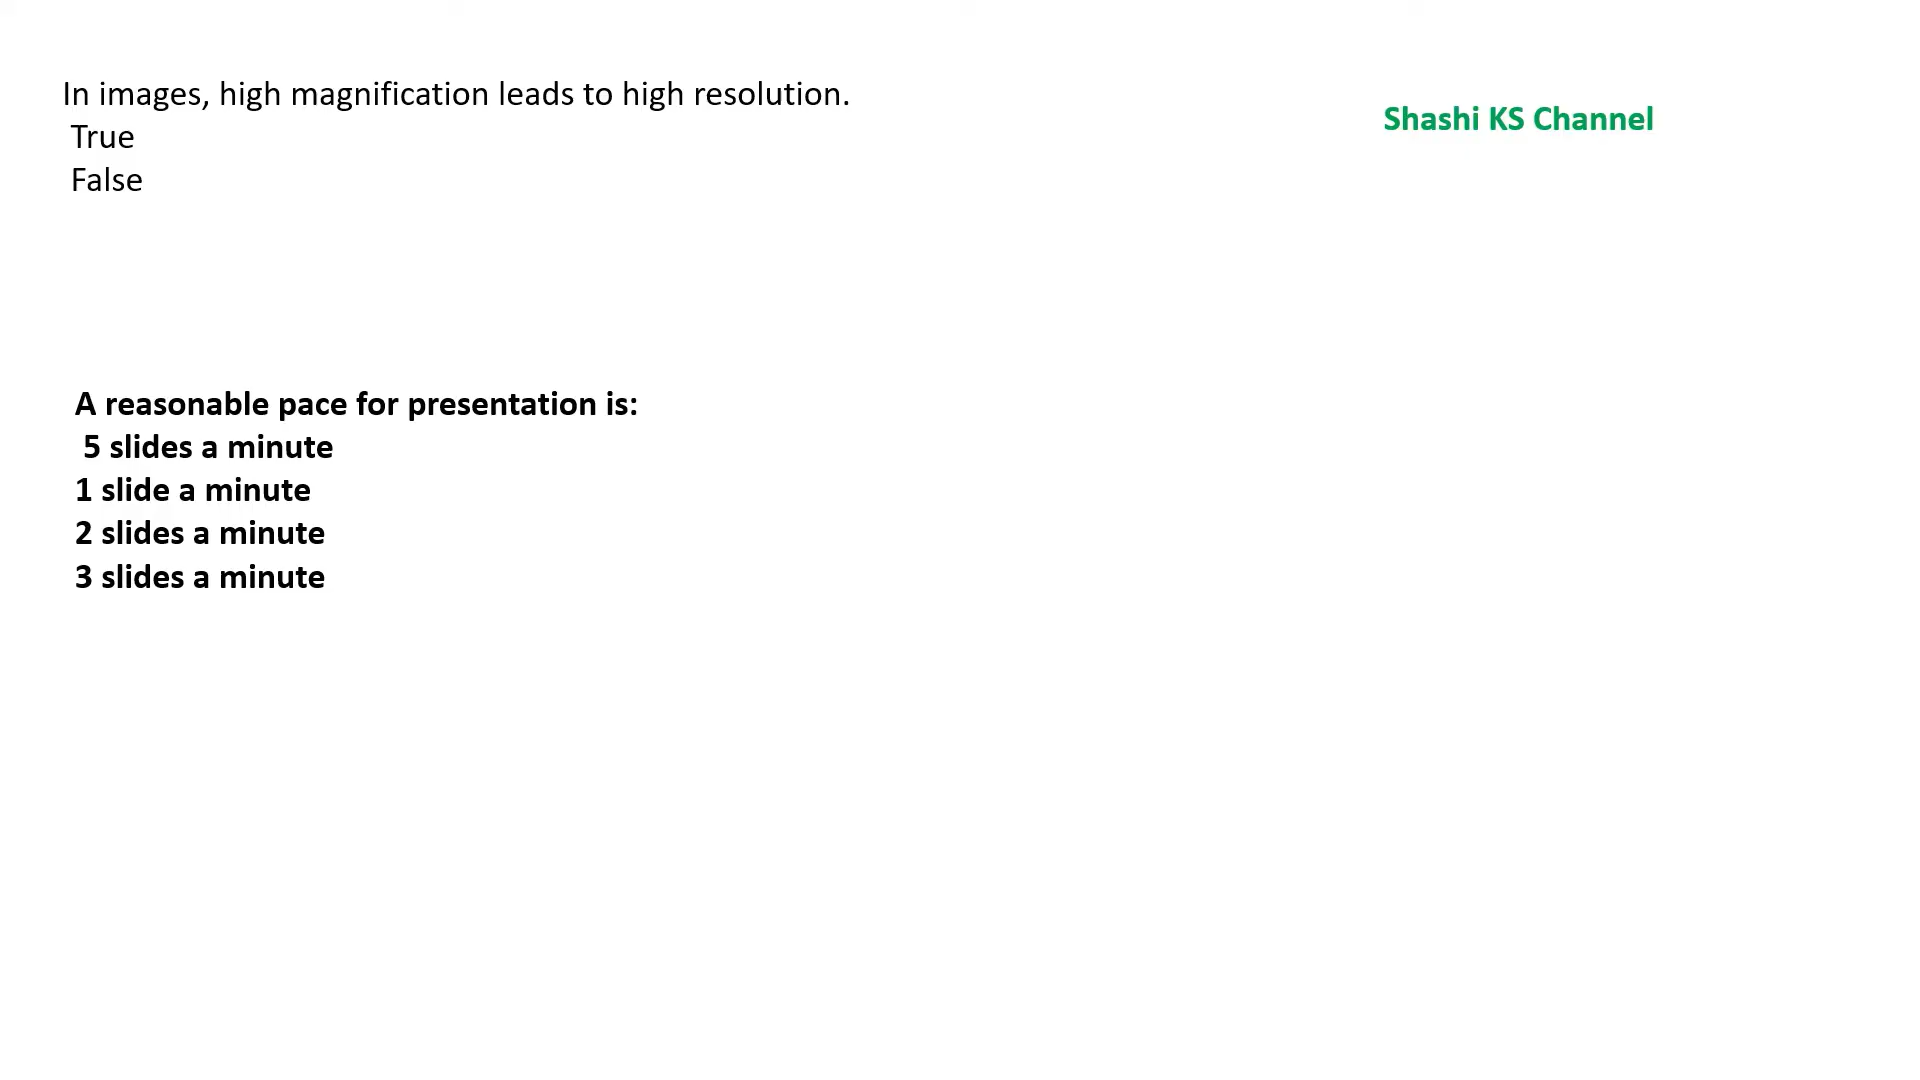 In images, high magnification leads to high resolution.
True
False
Shashi KS Channel
A reasonable pace for presentation is:
5 slides a minute
1 slide a minute
2 slides a minute
3 slides a minute